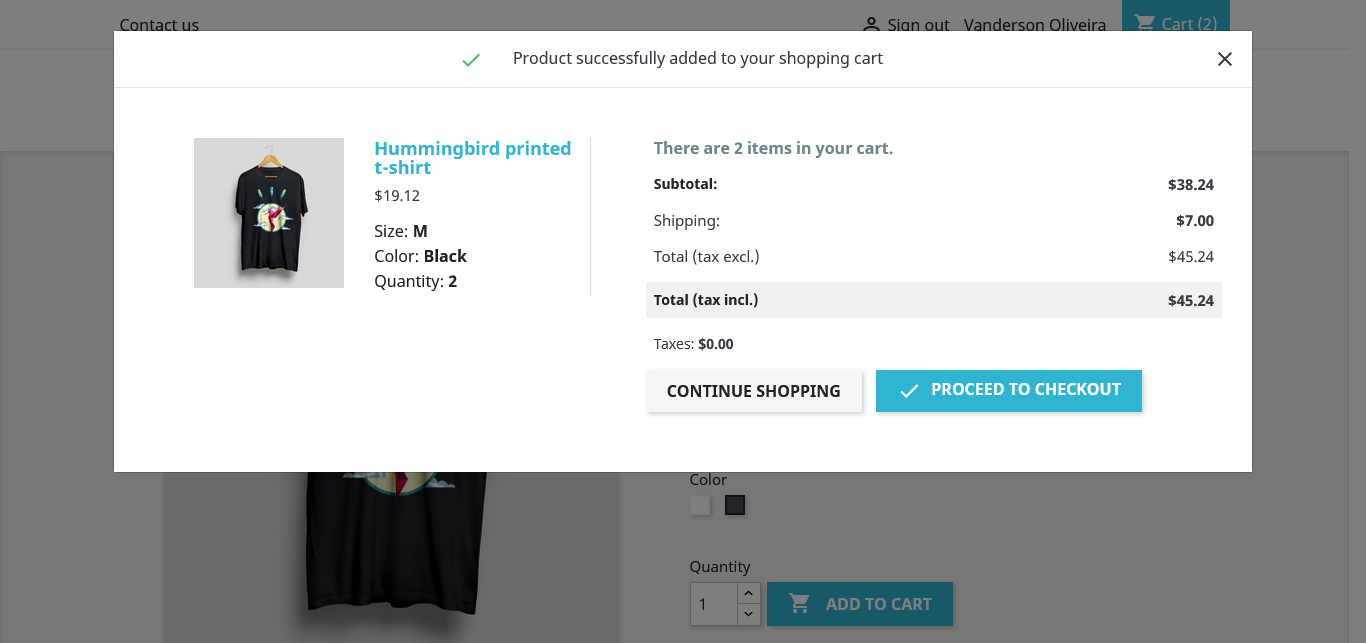 Contact us
Sign out Vanderson Oliveira Cart (2)
Product successfully added to your shopping cart
Hummingbird printed
t-shirt
$19.12
Size: M
Color: Black
Quantity: 2
There are 2 items in your cart.
Subtotal: $38.24
Shipping: $7.00
Total (tax excl.) $45.24
Total (tax incl.) $45.24
Taxes: $0.00
CONTINUE SHOPPING
PROCEED TO CHECKOUT
Color
Quantity
1
ADD TO CART